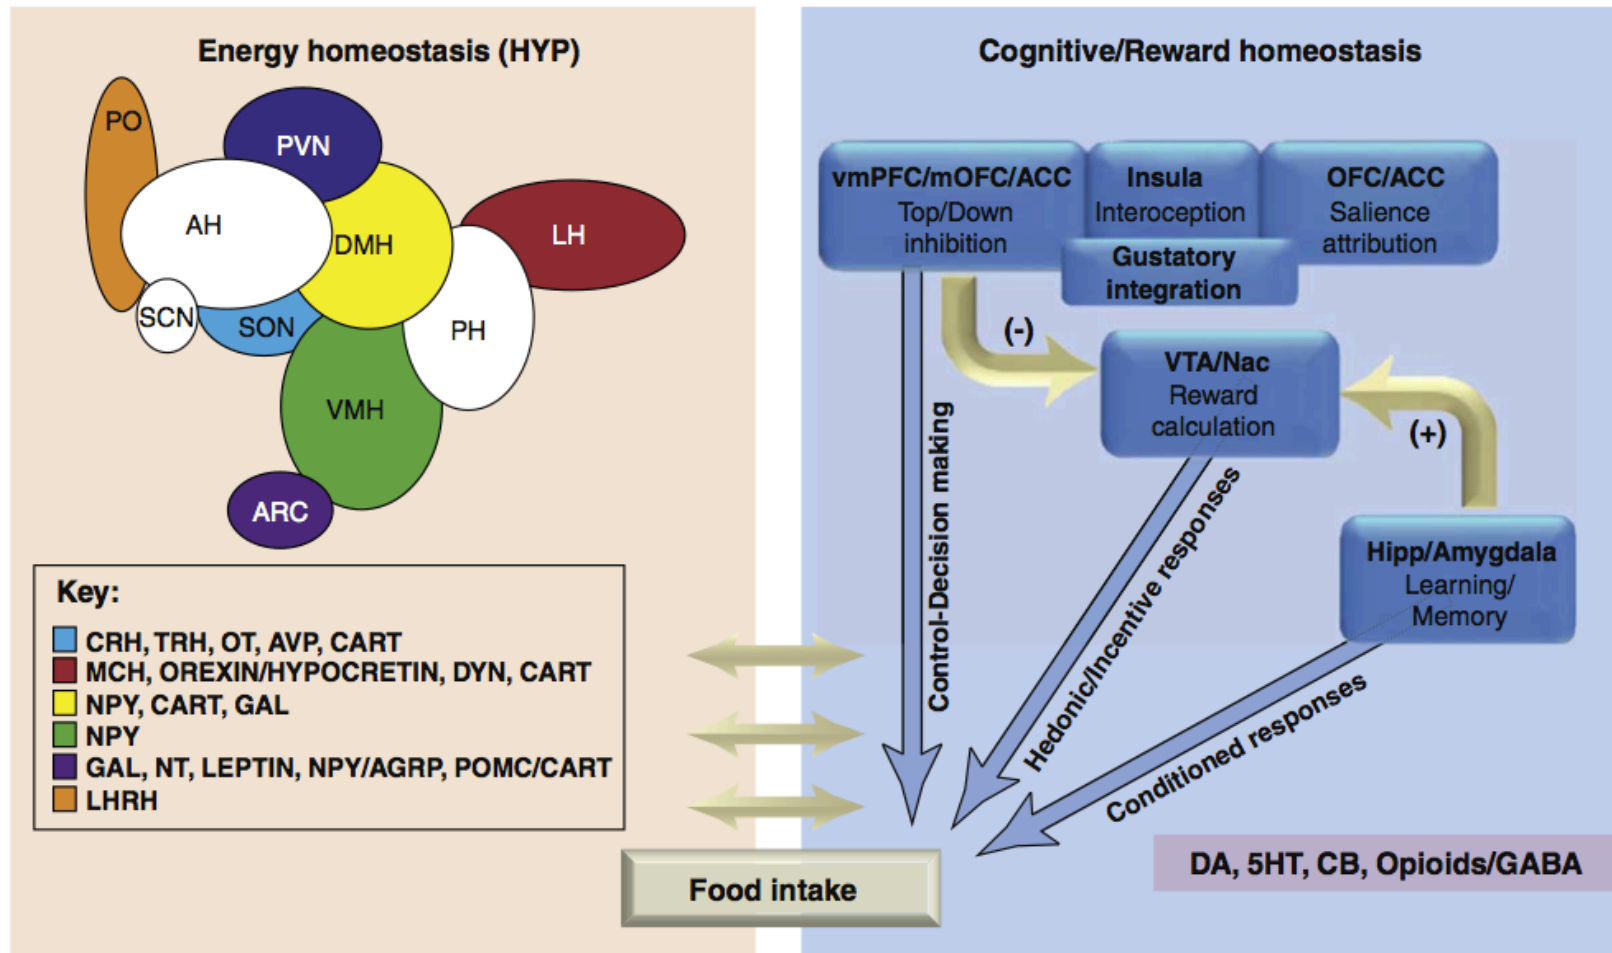 Energy homeostasis (HYP)
PO
PVN
AH
DMH
LH
SCN
SON
PH
VMH
ARC
Key:
CRH, TRH, OT, AVP, CART
MCH, OREXIN/HYPOCRETIN, DYN, CART
NPY, CART, GAL
NPY
GAL, NT, LEPTIN, NPY/AGRP, POMC/CART
LHRH
Cognitive/Reward homeostasis
vmPFC/mOFC/ACC
Top/Down
inhibition
Insula
Interoception
OFC/ACC
Salience
attribution
Gustatory
integration
(-)
VTA/Nac
Reward
calculation
(+)
Hipp/Amygdala
Learning/
Memory
Control-Decision making
Hedonic/Incentive responses
Conditioned responses
DA, 5HT, CB, Opioids/GABA
Food intake